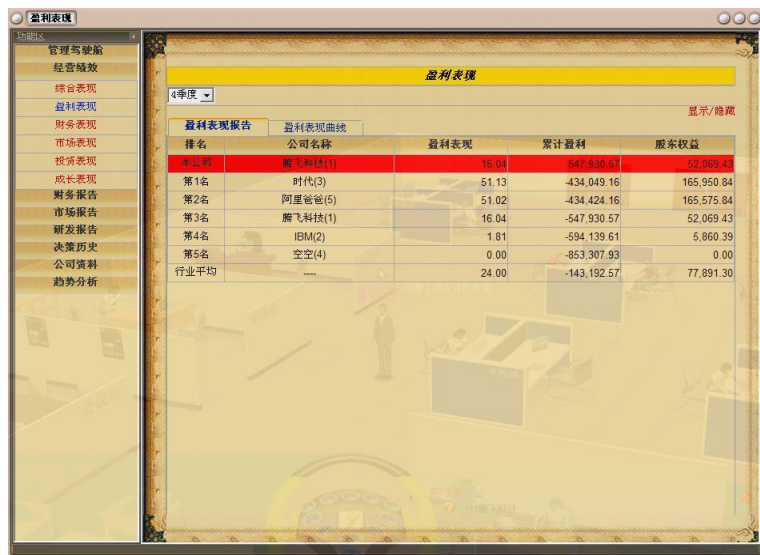 盈利表现
功能区
管理驾驶舱
经营绩效
综合表现
盈利表现
财务表现
市场表现
投资表现
成长表现
财务报告
市场报告
研发报告
决策历史
公司资料
趋势分析
盈利表现
4季度
显示/隐藏
盈利表现报告 盈利表现曲线
排名 公司名称 盈利表现 累计盈利 股东权益
本公司 腾飞科技(1) 16.04 -547,930.57 52,069.43
第1名 时代(3) 51.13 -434,049.16 165,950.84
第2名 阿里爸爸(5) 51.02 -434,424.16 165,575.84
第3名 腾飞科技(1) 16.04 -547,930.57 52,069.43
第4名 IBM(2) 1.81 -594,139.61 5,860.39
第5名 空空(4) 0.00 -853,307.93 0.00
行业平均 ---- 24.00 -143,192.57 77,891.30